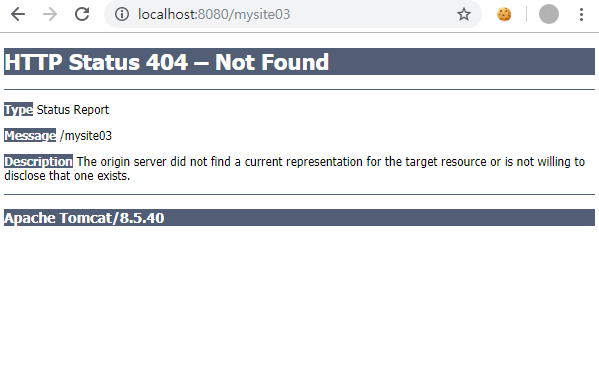 localhost:8080/mysite03
HTTP Status 404 – Not Found
Type Status Report
Message /mysite03
Description The origin server did not find a current representation for the target resource or is not willing to
disclose that one exists.
Apache Tomcat/8.5.40